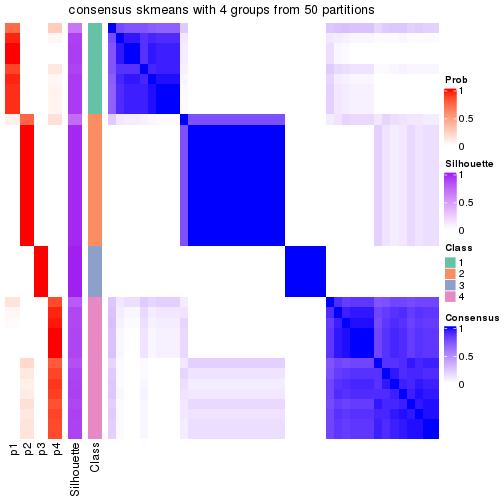 consensus skmeans with 4 groups from 50 partitions
Prob
1
0.5
0
Silhouette
1
0.5
0
Class
1
2
3
4
Consensus
1
0.5
0
p1
p2
p3
p4
Silhouette
Class